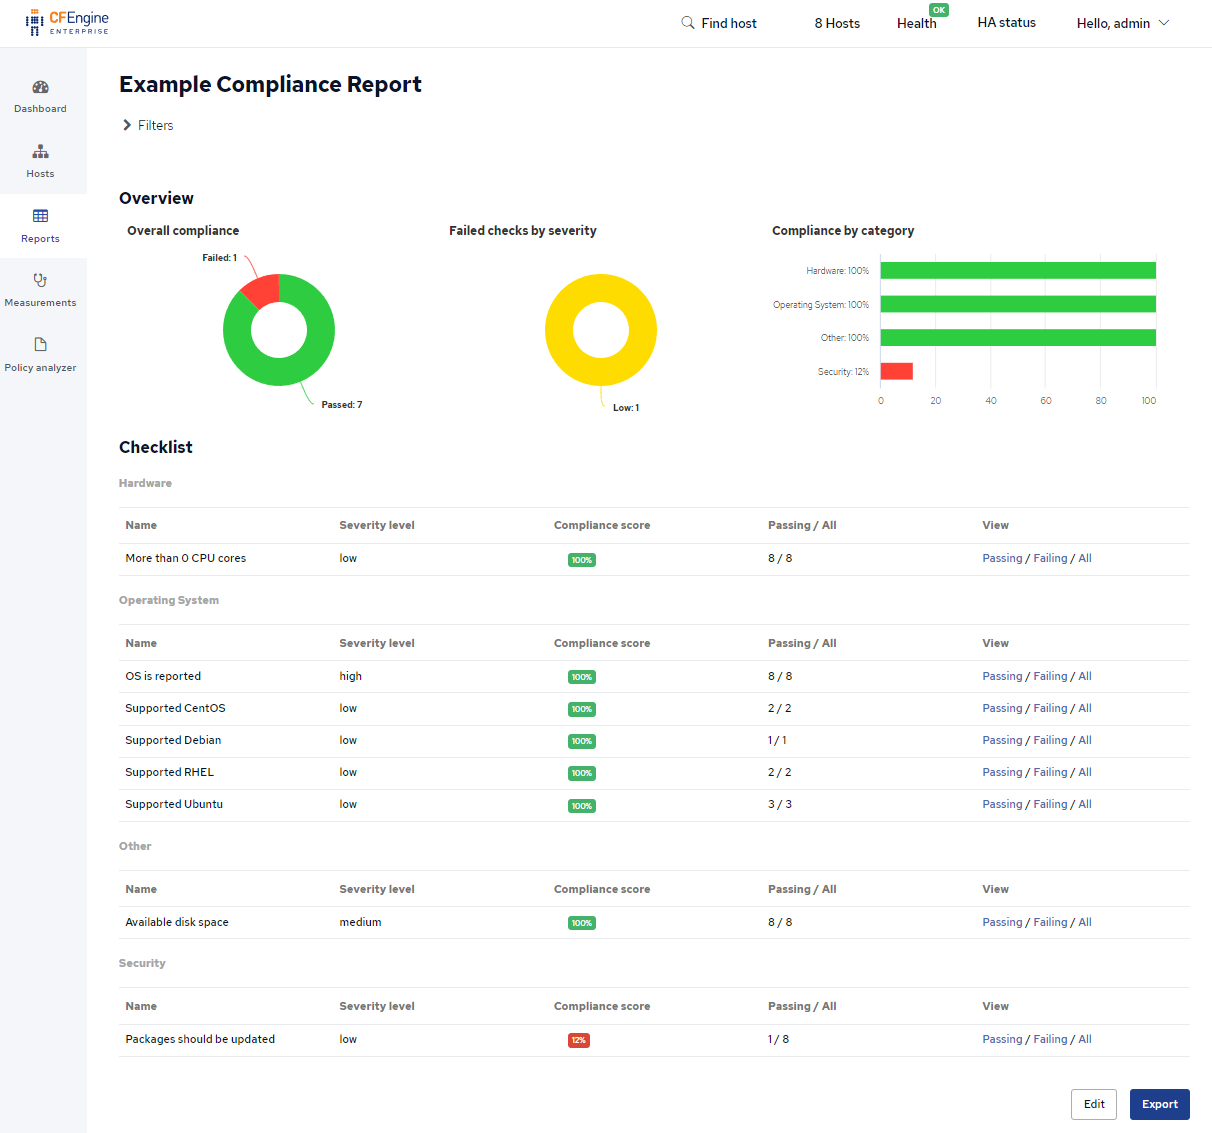 CFEngine
ENTERPRISE
Find host
8 Hosts
Health
OK
HA status
Hello, admin
Dashboard
Hosts
Reports
Measurements
Policy analyzer
Example Compliance Report
Filters
Overview
Overall compliance
Failed: 1
Passed: 7
Failed checks by severity
Low: 1
Compliance by category
Hardware: 100%
Operating System: 100%
Other: 100%
Security: 12%
0 20 40 60 80 100
Checklist
Hardware
Name Severity level Compliance score Passing / All View
More than 0 CPU cores low 100% 8 / 8 Passing / Failing / All
Operating System
Name Severity level Compliance score Passing / All View
OS is reported high 100% 8 / 8 Passing / Failing / All
Supported CentOS low 100% 2 / 2 Passing / Failing / All
Supported Debian low 100% 1 / 1 Passing / Failing / All
Supported RHEL low 100% 2 / 2 Passing / Failing / All
Supported Ubuntu low 100% 3 / 3 Passing / Failing / All
Other
Name Severity level Compliance score Passing / All View
Available disk space medium 100% 8 / 8 Passing / Failing / All
Security
Name Severity level Compliance score Passing / All View
Packages should be updated low 12% 1 / 8 Passing / Failing / All
Edit
Export